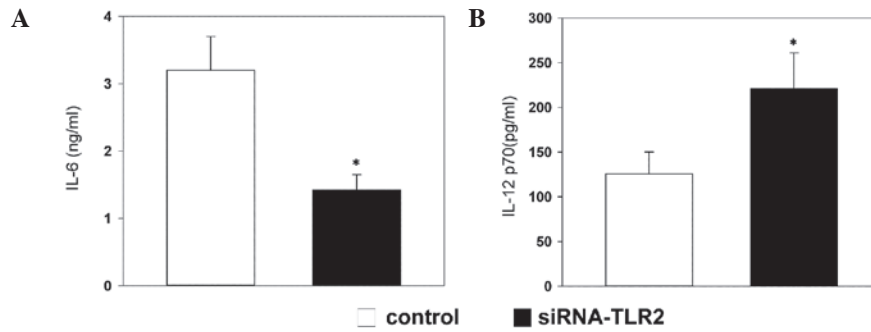 A
B
4
3
2
1
0
IL-6 (ng/ml)
*
300
250
200
150
100
50
0
IL-12 p70(pg/ml)
*
control
siRNA-TLR2